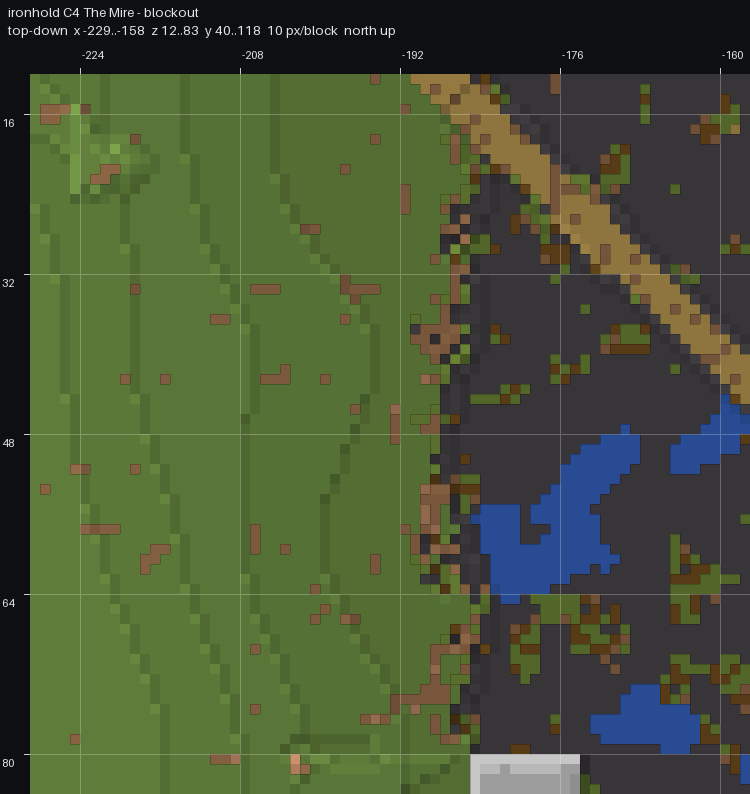 ironhold C4 The Mire - blockout
top-down  x -229..-158  z 12..83  y 40..118  10 px/block  north up
-224 -208 -192 -176 -160
16
32
48
64
80